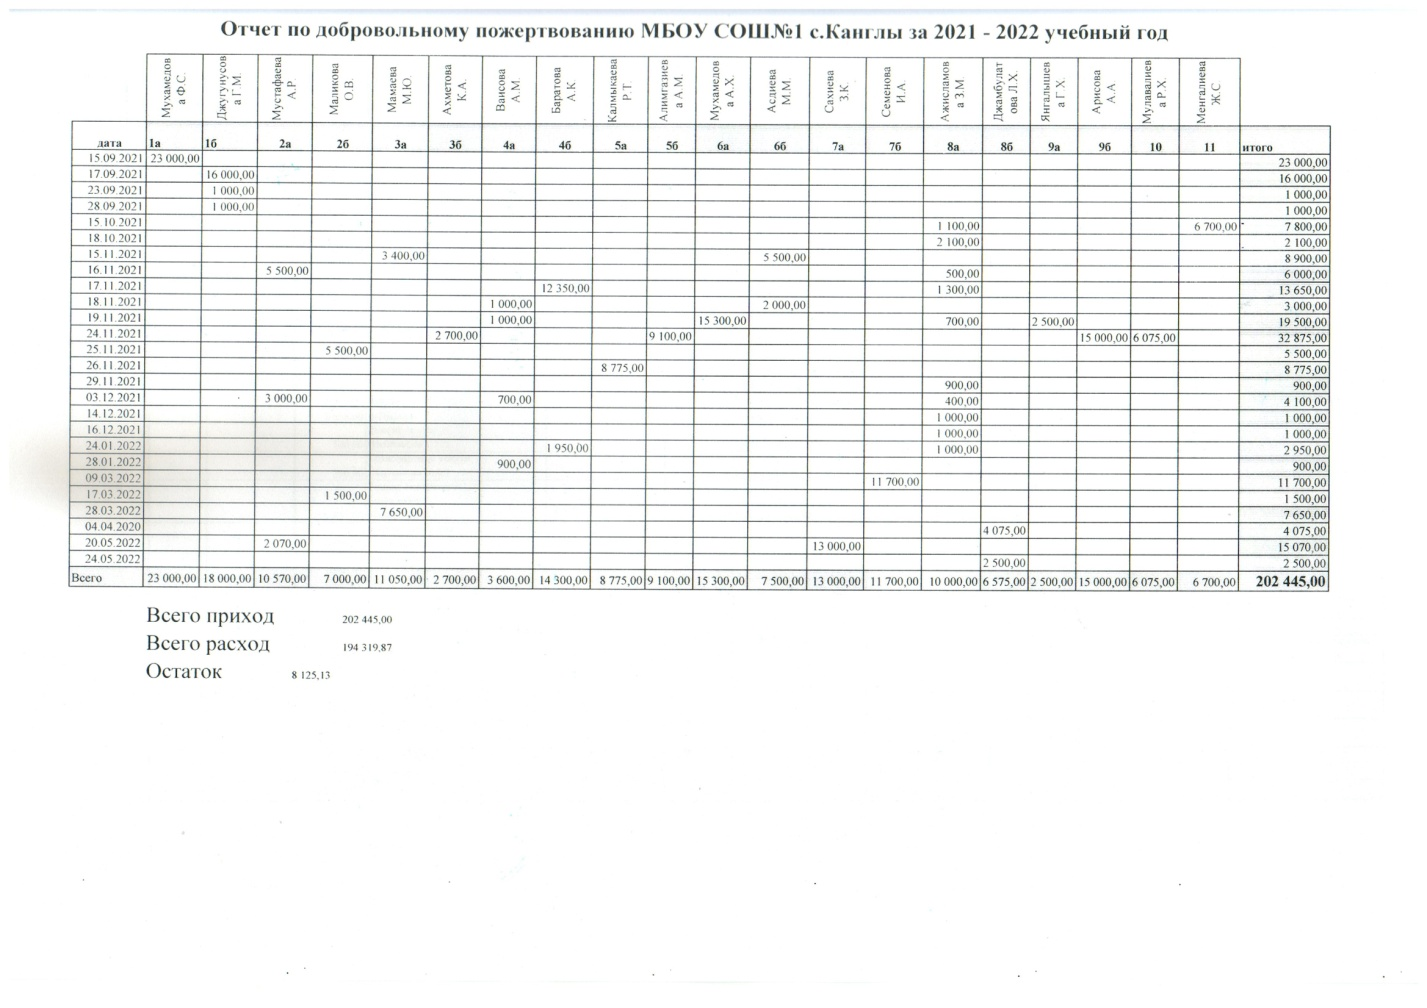 Отчет по добровольному пожертвованию МБОУ СОШ№1 с.Канглы за 2021 - 2022 учебный год
Мухамедова Ф.С. Джугунусова Г.М. Мустафаева А.Р. Маликова О.В. Мамаева М.Ю. Ахметова К.А. Ваисова А.М. Баратова А.К Калмыкаева Р.Т. Алимгазиева А.М. Мухамедова А.Х. Асдиева М.М. Сахиева З.К. Семенова И.А Ажисламова З.М Джамбулатова Л.Х. Янгалышева Г.Х. Арисова А.А Мулавалиева Р.Х. Менгалиева Ж.С
дата 1а 1б 2а 2б 3а 3б 4а 4б 5а 5б 6а 6б 7а 7б 8а 8б 9а 9б 10 11 итого
15.09.2021 23 000,00 23 000,00
17.09.2021 16 000,00 16 000,00
23.09.2021 1 000,00 1 000,00
28.09.2021 1 000,00 1 000,00
15.10.2021 1 100,00 6 700,00 7 800,00
18.10.2021 2 100,00 2 100,00
15.11.2021 3 400,00 5 500,00 8 900,00
16.11.2021 5 500,00 500,00 6 000,00
17.11.2021 12 350,00 1 300,00 13 650,00
18.11.2021 1 000,00 2 000,00 3 000,00
19.11.2021 1 000,00 15 300,00 700,00 2 500,00 19 500,00
24.11.2021 2 700,00 9 100,00 15 000,00 6 075,00 32 875,00
25.11.2021 5 500,00 5 500,00
26.11.2021 8 775,00 8 775,00
29.11.2021 900,00 900,00
03.12.2021 3 000,00 700,00 400,00 4 100,00
14.12.2021 1 000,00 1 000,00
16.12.2021 1 000,00 1 000,00
24.01.2022 1 950,00 1 000,00 2 950,00
28.01.2022 900,00 900,00
09.03.2022 11 700,00 11 700,00
17.03.2022 1 500,00 1 500,00
28.03.2022 7 650,00 7 650,00
04.04.2020 4 075,00 4 075,00
20.05.2022 2 070,00 13 000,00 15 070,00
24.05.2022 2 500,00 2 500,00
Всего 23 000,00 18 000,00 10 570,00 7 000,00 11 050,00 2 700,00 3 600,00 14 300,00 8 775,00 9 100,00 15 300,00 7 500,00 13 000,00 11 700,00 10 000,00 6 575,00 2 500,00 15 000,00 6 075,00 6 700,00 202 445,00
Всего приход 202 445,00
Всего расход 194 319,87
Остаток 8 125,13